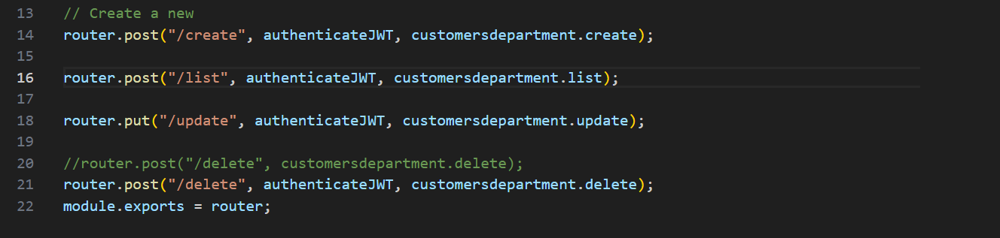 13 // Create a new
14 router.post("/create", authenticateJWT, customersdepartment.create);
15
16 router.post("/list", authenticateJWT, customersdepartment.list);
17
18 router.put("/update", authenticateJWT, customersdepartment.update);
19
20 //router.post("/delete", customersdepartment.delete);
21 router.post("/delete", authenticateJWT, customersdepartment.delete);
22 module.exports = router;